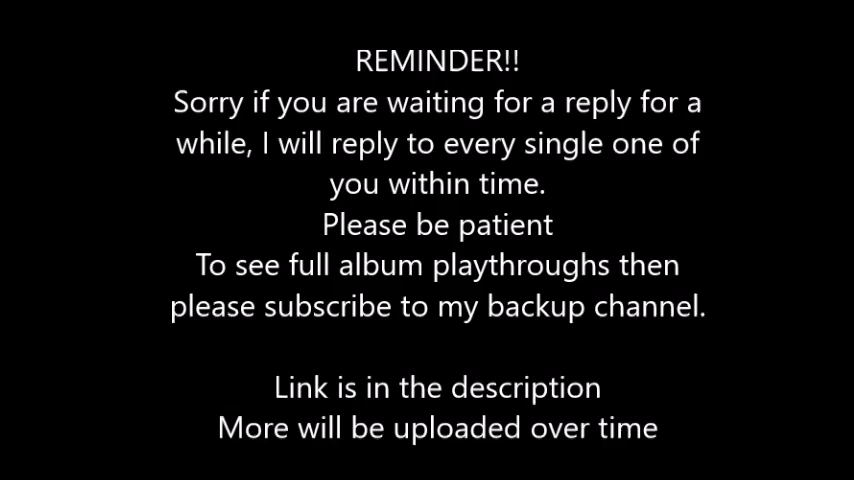 REMINDER!!
Sorry if you are waiting for a reply for a
while, I will reply to every single one of
you within time.
Please be patient
To see full album playthroughs then
please subscribe to my backup channel.
Link is in the description
More will be uploaded over time